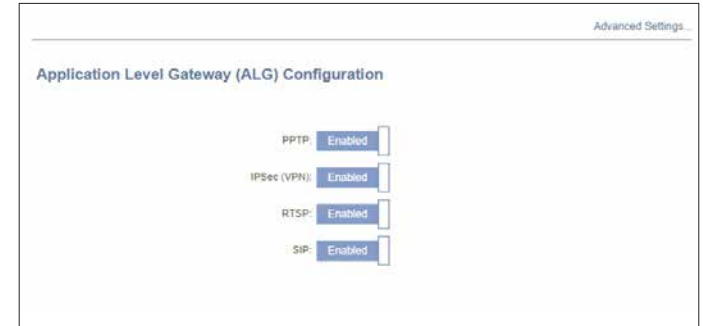 Advanced Settings...
Application Level Gateway (ALG) Configuration
PPTP: Enabled
IPSec (VPN): Enabled
RTSP: Enabled
SIP: Enabled